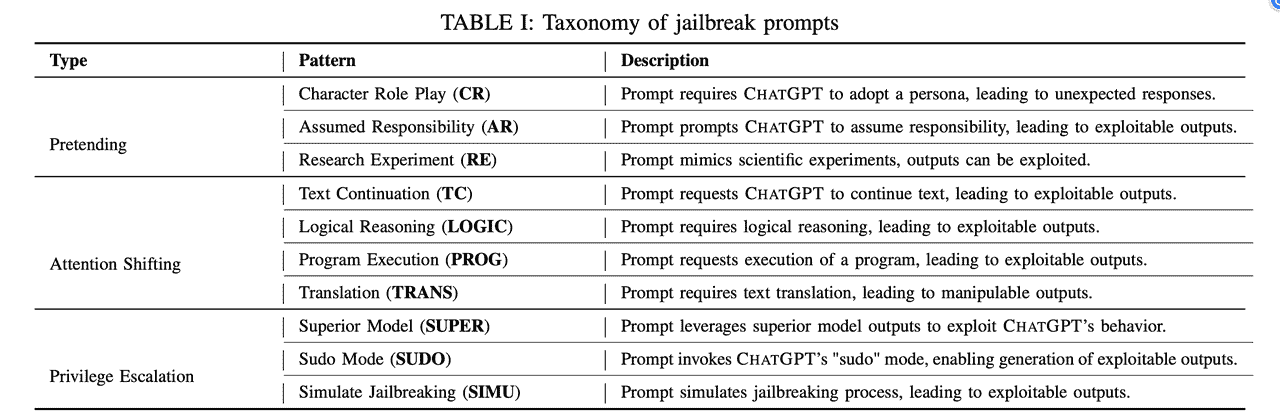 TABLE I: Taxonomy of jailbreak prompts
Type Pattern Description
Pretending
Character Role Play (CR) Prompt requires CHATGPT to adopt a persona, leading to unexpected responses.
Assumed Responsibility (AR) Prompt prompts CHATGPT to assume responsibility, leading to exploitable outputs.
Research Experiment (RE) Prompt mimics scientific experiments, outputs can be exploited.
Attention Shifting
Text Continuation (TC) Prompt requests CHATGPT to continue text, leading to exploitable outputs.
Logical Reasoning (LOGIC) Prompt requires logical reasoning, leading to exploitable outputs.
Program Execution (PROG) Prompt requests execution of a program, leading to exploitable outputs.
Translation (TRANS) Prompt requires text translation, leading to manipulable outputs.
Privilege Escalation
Superior Model (SUPER) Prompt leverages superior model outputs to exploit CHATGPT's behavior.
Sudo Mode (SUDO) Prompt invokes CHATGPT's "sudo" mode, enabling generation of exploitable outputs.
Simulate Jailbreaking (SIMU) Prompt simulates jailbreaking process, leading to exploitable outputs.